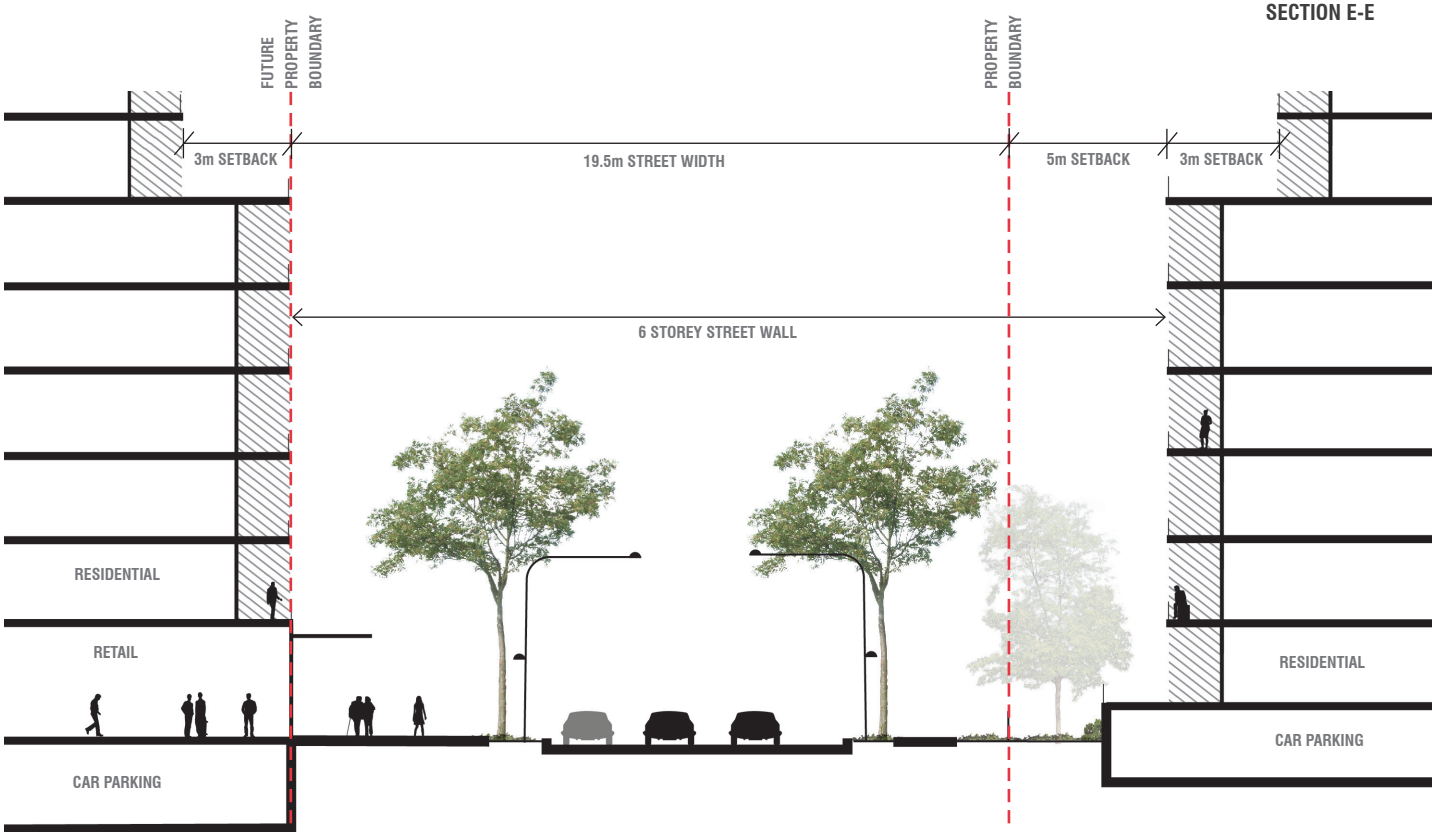 SECTION E-E
FUTURE
PROPERTY
BOUNDARY
PROPERTY
BOUNDARY
3m SETBACK
19.5m STREET WIDTH
5m SETBACK
3m SETBACK
6 STOREY STREET WALL
RESIDENTIAL
RETAIL
RESIDENTIAL
CAR PARKING
CAR PARKING